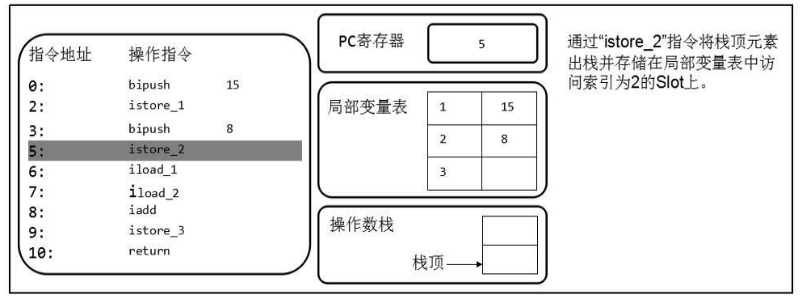 指令地址 操作指令
0: bipush 15
2: istore_1
3: bipush 8
5: istore_2
6: iload_1
7: iload_2
8: iadd
9: istore_3
10: return
PC寄存器 5
局部变量表 1 15
2 8
3
操作数栈
栈顶
通过“istore_2”指令将栈顶元素
出栈并存储在局部变量表中访
问索引为2的Slot上。